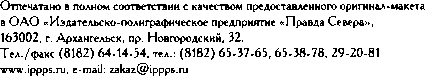 Отпечатано в полном соответствии с качеством предоставленного оригинал-макета
в ОАО «Издательско-полиграфическое предприятие «Правда Севера»,
163002, г. Архангельск, пр. Новгородский, 32.
Тел./факс (8182) 64-14-54, тел.: (8182) 65-37-65, 65-38-78, 29-20-81
www.ippps.ru, e-mail: zakaz@ippps.ru